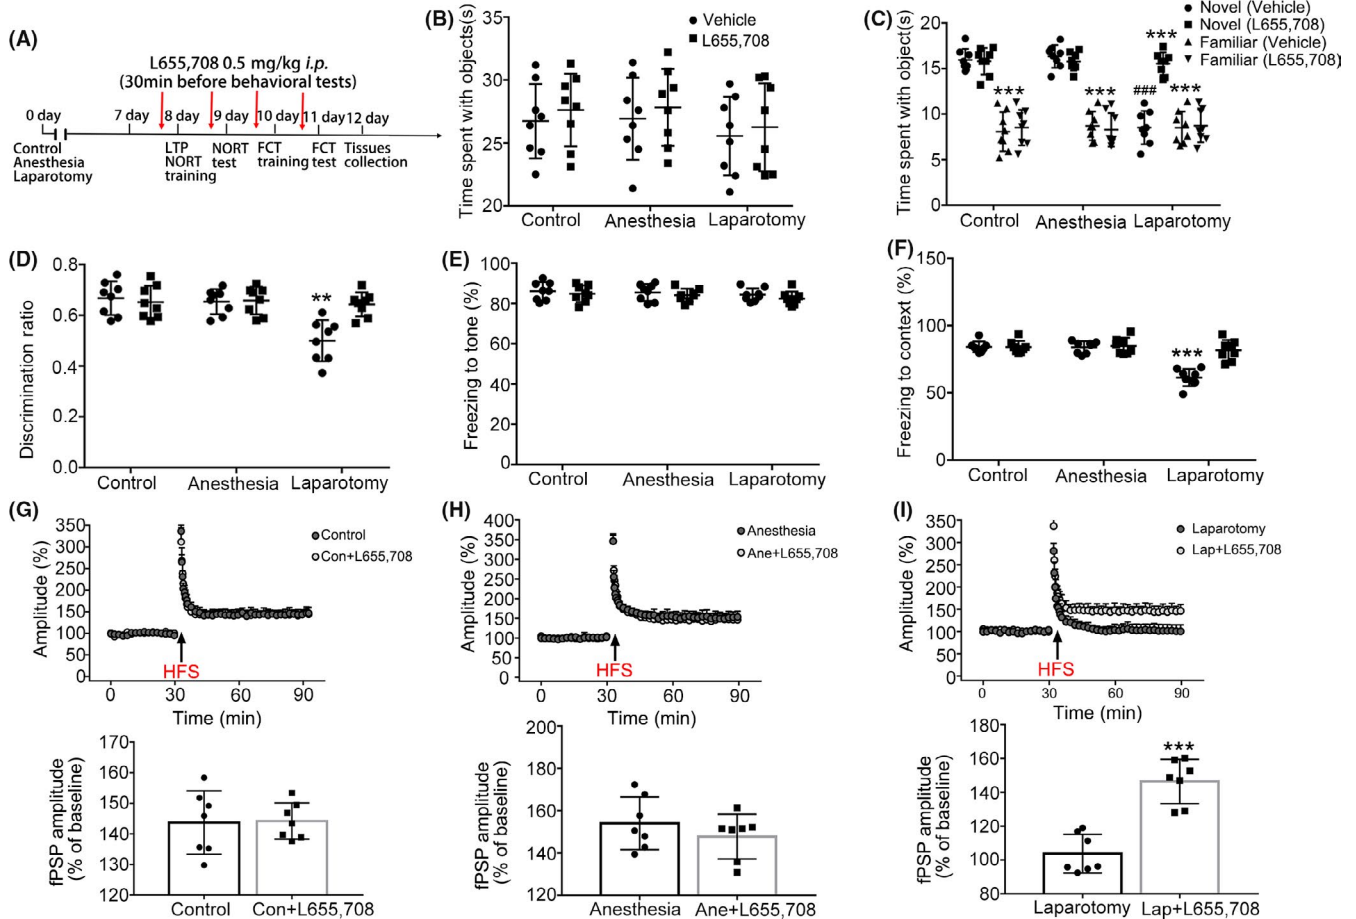 (A)
L655,708 0.5 mg/kg i.p.
(30min before behavioral tests)
0 day 7 day 8 day 9 day 10 day 11 day 12 day
Control
Anesthesia
Laparotomy
LTP
NORT
training
NORT
test
FCT
training
FCT
test
Tissues
collection
(B)
Time spent with object(s)
35
30
25
20
Vehicle
L655,708
Control Anesthesia Laparotomy
(C)
Time spent with object(s)
20
15
10
5
0
Novel (Vehicle)
Novel (L655,708)
Familiar (Vehicle)
Familiar (L655,708)
***
***
***
###
***
Control Anesthesia Laparotomy
(D)
Discrimination ratio
0.8
0.6
0.4
0.2
0.0
**
Control Anesthesia Laparotomy
(E)
Freezing to tone (%)
100
80
60
40
20
0
Control Anesthesia Laparotomy
(F)
Freezing to context (%)
150
100
50
0
***
Control Anesthesia Laparotomy
(G)
Amplitude (%)
350
300
250
200
150
100
50
0
Control
Con+L655,708
HFS
0 30 60 90
Time (min)
fPSP amplitude
(% of baseline)
170
160
150
140
130
120
Control Con+L655,708
(H)
Amplitude (%)
400
350
300
250
200
150
100
50
0
Anesthesia
Ane+L655,708
HFS
0 30 60 90
Time (min)
fPSP amplitude
(% of baseline)
200
180
160
140
120
Anesthesia Ane+L655,708
(I)
Amplitude (%)
350
300
250
200
150
100
50
0
Laparotomy
Lap+L655,708
HFS
0 30 60 90
Time (min)
fPSP amplitude
(% of baseline)
180
160
140
120
100
80
***
Laparotomy Lap+L655,708